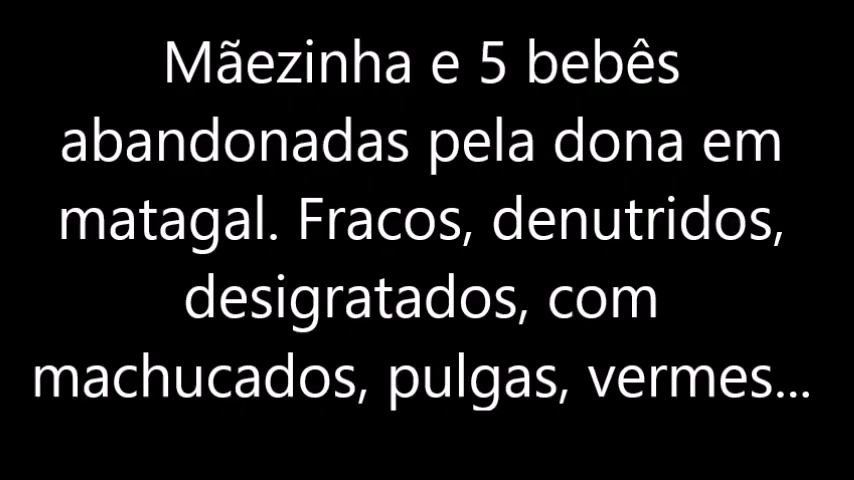 Mãezinha e 5 bebês
abandonadas pela dona em
matagal. Fracos, denutridos,
desigratados, com
machucados, pulgas, vermes...